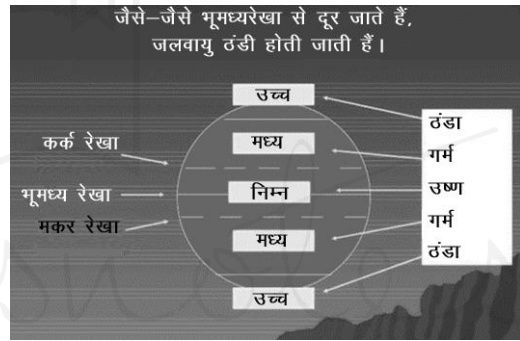 जैसे–जैसे भूमध्यरेखा से दूर जाते हैं,
जलवायु ठंडी होती जाती हैं।
उच्च
ठंडा
मध्य
कर्क रेखा
गर्म
भूमध्य रेखा
निम्न
उष्ण
मकर रेखा
मध्य
गर्म
ठंडा
उच्च